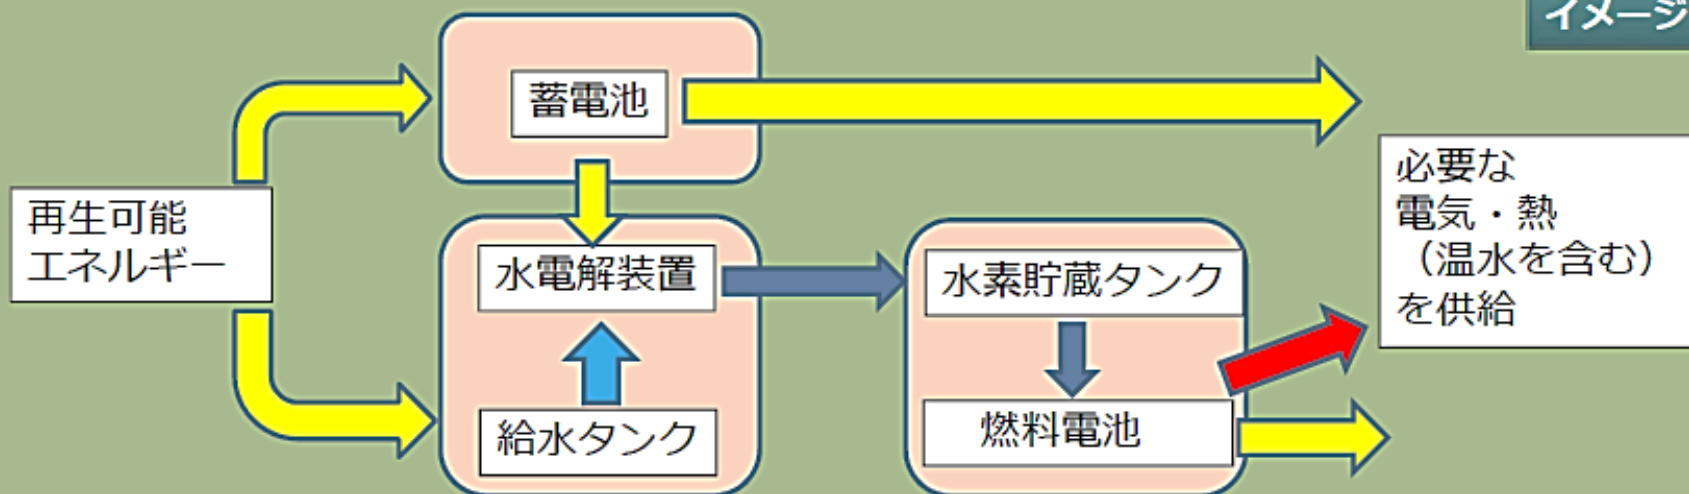 イメージ
蓄電池
再生可能
エネルギー
必要な
電気・熱
（温水を含む）
を供給
水電解装置
水素貯蔵タンク
給水タンク
燃料電池